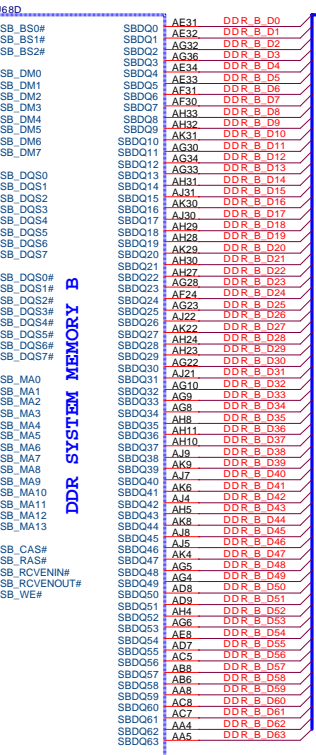 J68D
SB_BS0# SBDQ0 AE31 DDR_B_D0
SB_BS1# SBDQ1 AE32 DDR_B_D1
SB_BS2# SBDQ2 AG32 DDR_B_D2
SBDQ3 AG36 DDR_B_D3
SB_DM0 SBDQ4 AE34 DDR_B_D4
SB_DM1 SBDQ5 AE33 DDR_B_D5
SB_DM2 SBDQ6 AF31 DDR_B_D6
SB_DM3 SBDQ7 AF30 DDR_B_D7
SB_DM4 SBDQ8 AH33 DDR_B_D8
SB_DM5 SBDQ9 AH32 DDR_B_D9
SB_DM6 SBDQ10 AK31 DDR_B_D10
SB_DM7 SBDQ11 AG30 DDR_B_D11
SBDQ12 AG34 DDR_B_D12
SB_DQS0 SBDQ13 AG33 DDR_B_D13
SB_DQS1 SBDQ14 AH31 DDR_B_D14
SB_DQS2 SBDQ15 AJ31 DDR_B_D15
SB_DQS3 SBDQ16 AK30 DDR_B_D16
SB_DQS4 SBDQ17 AJ30 DDR_B_D17
SB_DQS5 SBDQ18 AH29 DDR_B_D18
SB_DQS6 SBDQ19 AH28 DDR_B_D19
SB_DQS7 SBDQ20 AK29 DDR_B_D20
SBDQ21 AH30 DDR_B_D21
SB_DQS0# SBDQ22 AH27 DDR_B_D22
SB_DQS1# SBDQ23 AG28 DDR_B_D23
SB_DQS2# SBDQ24 AF24 DDR_B_D24
SB_DQS3# SBDQ25 AG23 DDR_B_D25
SB_DQS4# SBDQ26 AJ22 DDR_B_D26
SB_DQS5# SBDQ27 AK22 DDR_B_D27
SB_DQS6# SBDQ28 AH24 DDR_B_D28
SB_DQS7# SBDQ29 AH23 DDR_B_D29
SBDQ30 AG22 DDR_B_D30
SB_MA0 SBDQ31 AJ21 DDR_B_D31
SB_MA1 SBDQ32 AG10 DDR_B_D32
SB_MA2 SBDQ33 AG9 DDR_B_D33
SB_MA3 SBDQ34 AG8 DDR_B_D34
SB_MA4 SBDQ35 AH8 DDR_B_D35
SB_MA5 SBDQ36 AH11 DDR_B_D36
SB_MA6 SBDQ37 AH10 DDR_B_D37
SB_MA7 SBDQ38 AJ9 DDR_B_D38
SB_MA8 SBDQ39 AK9 DDR_B_D39
SB_MA9 SBDQ40 AJ7 DDR_B_D40
SB_MA10 SBDQ41 AK6 DDR_B_D41
SB_MA11 SBDQ42 AJ4 DDR_B_D42
SB_MA12 SBDQ43 AH5 DDR_B_D43
SB_MA13 SBDQ44 AK8 DDR_B_D44
SBDQ45 AJ8 DDR_B_D45
SB_CAS# SBDQ46 AJ5 DDR_B_D46
SB_RAS# SBDQ47 AK4 DDR_B_D47
SB_RCVENIN# SBDQ48 AG5 DDR_B_D48
SB_RCVENOUT# SBDQ49 AG4 DDR_B_D49
SB_WE# SBDQ50 AD8 DDR_B_D50
SBDQ51 AD9 DDR_B_D51
SBDQ52 AH4 DDR_B_D52
SBDQ53 AG6 DDR_B_D53
SBDQ54 AE8 DDR_B_D54
SBDQ55 AD7 DDR_B_D55
SBDQ56 AC5 DDR_B_D56
SBDQ57 AB8 DDR_B_D57
SBDQ58 AB6 DDR_B_D58
SBDQ59 AA8 DDR_B_D59
SBDQ60 AC8 DDR_B_D60
SBDQ61 AC7 DDR_B_D61
SBDQ62 AA4 DDR_B_D62
SBDQ63 AA5 DDR_B_D63
DDR SYSTEM MEMORY B